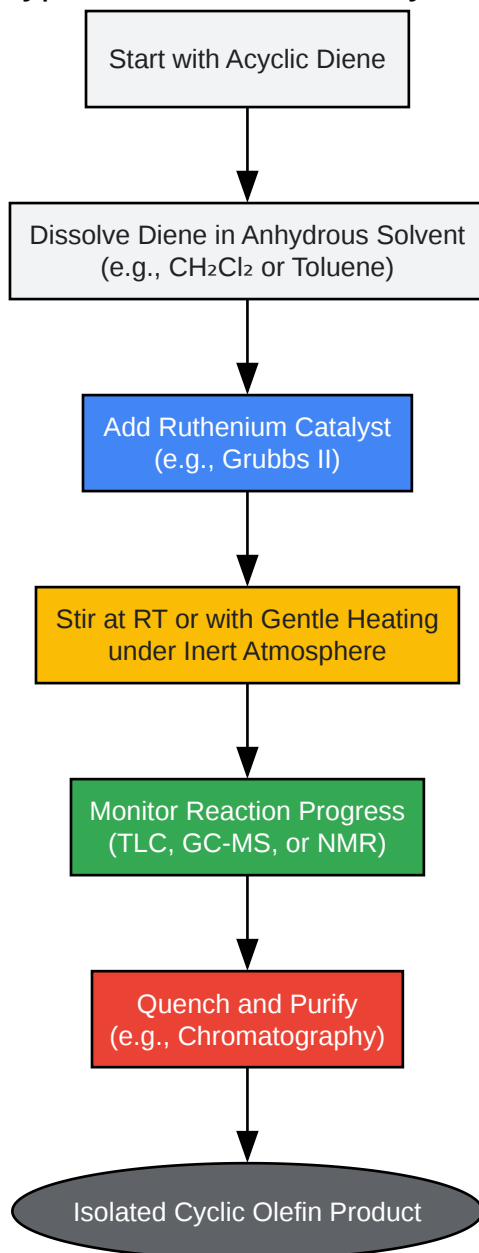 Start with Acyclic Diene
Dissolve Diene in Anhydrous Solvent
(e.g., CH₂Cl₂ or Toluene)
Add Ruthenium Catalyst
(e.g., Grubbs II)
Stir at RT or with Gentle Heating
under Inert Atmosphere
Monitor Reaction Progress
(TLC, GC-MS, or NMR)
Quench and Purify
(e.g., Chromatography)
Isolated Cyclic Olefin Product